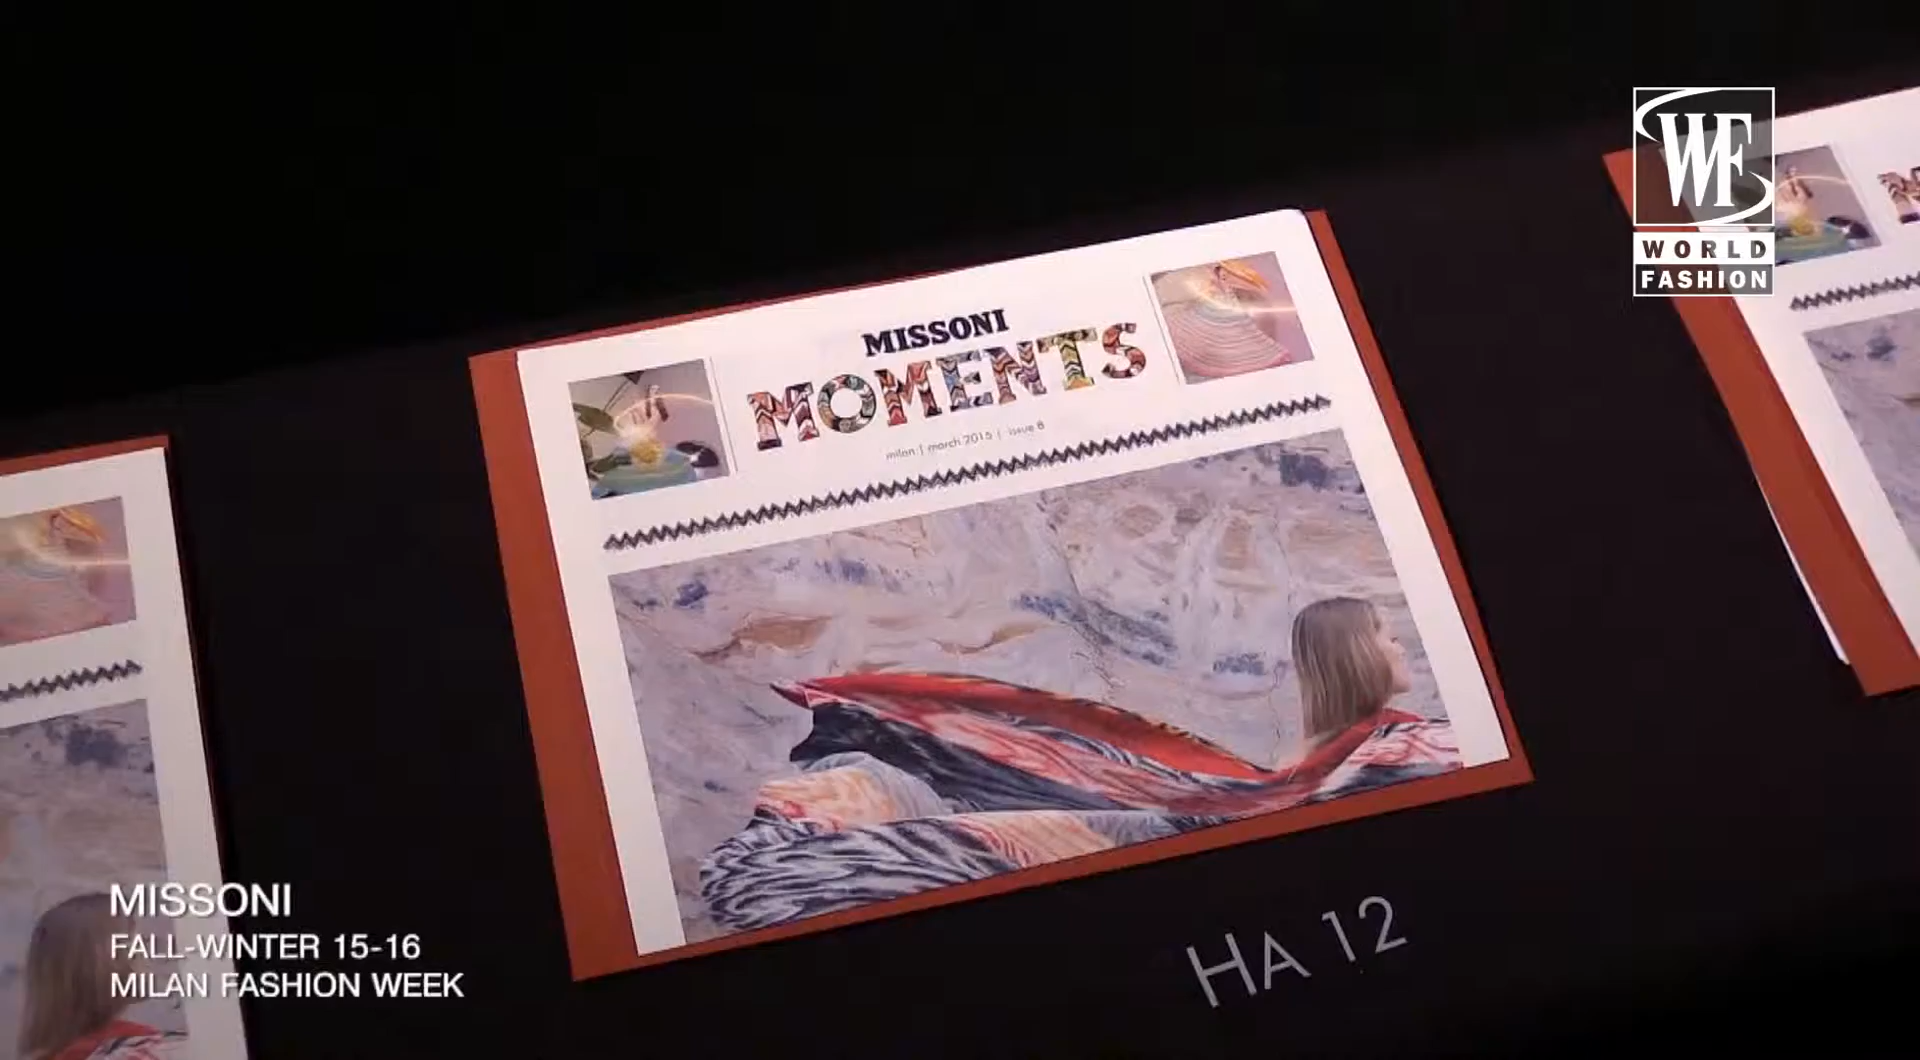 WF
WORLD
FASHION
MISSONI
MOMENTS
milan | march 2015 | issue 8
HA 12
MISSONI
FALL-WINTER 15-16
MILAN FASHION WEEK